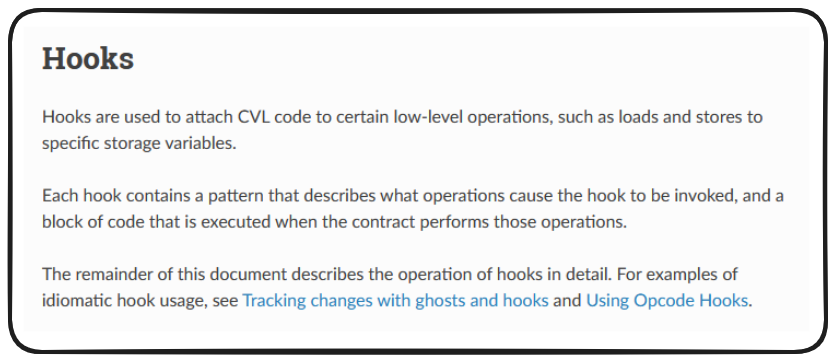 Hooks
Hooks are used to attach CVL code to certain low-level operations, such as loads and stores to
specific storage variables.
Each hook contains a pattern that describes what operations cause the hook to be invoked, and a
block of code that is executed when the contract performs those operations.
The remainder of this document describes the operation of hooks in detail. For examples of
idiomatic hook usage, see Tracking changes with ghosts and hooks and Using Opcode Hooks.